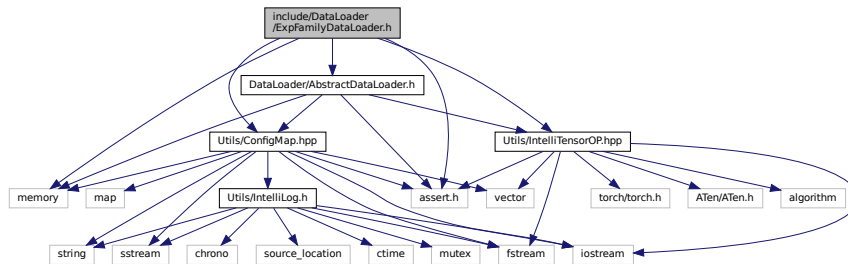 include/DataLoader
/ExpFamilyDataLoader.h
DataLoader/AbstractDataLoader.h
Utils/ConfigMap.hpp
Utils/IntelliTensorOP.hpp
memory
map
Utils/IntelliLog.h
assert.h
vector
torch/torch.h
ATen/ATen.h
algorithm
string
sstream
chrono
source_location
ctime
mutex
fstream
iostream